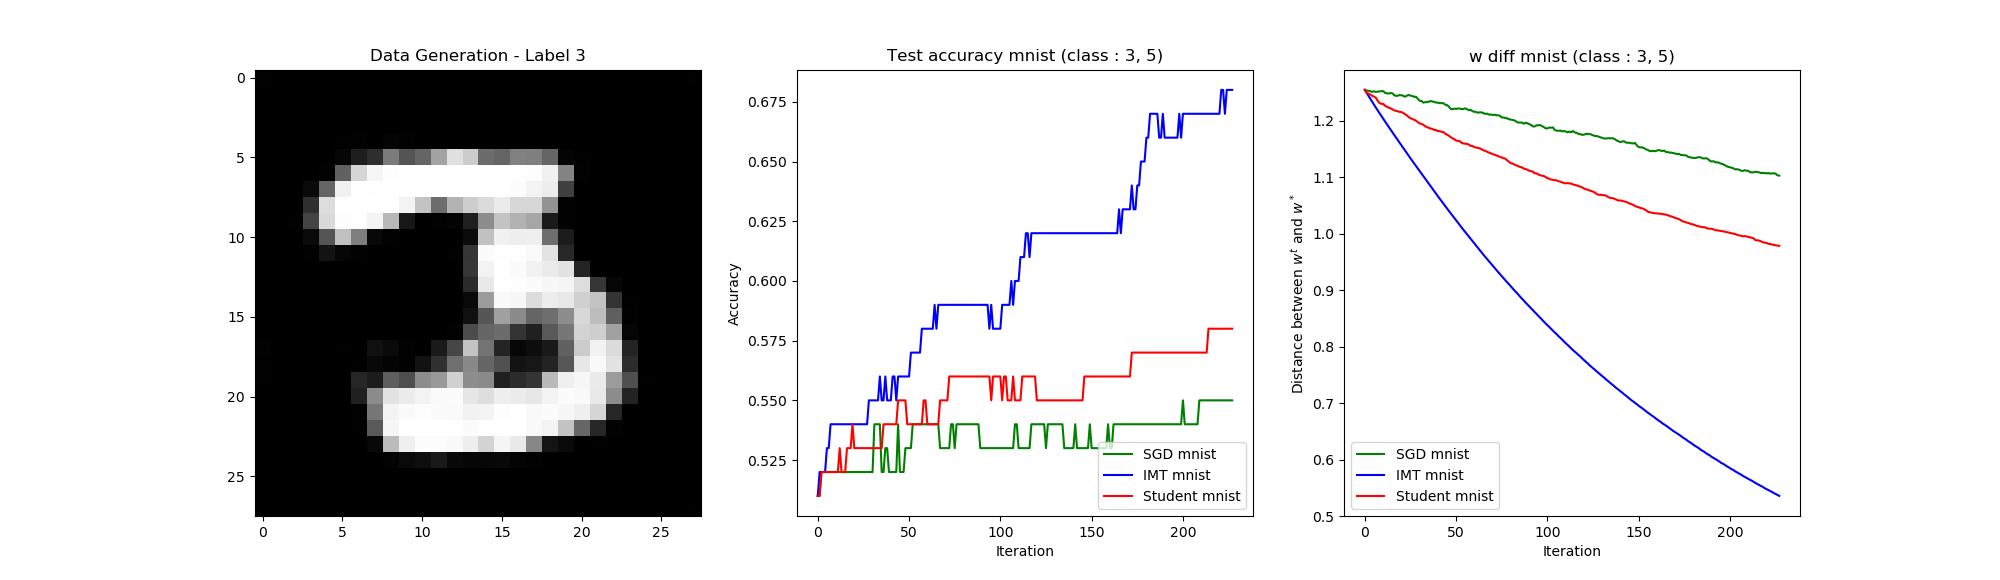 Data Generation - Label 3
0
5
10
15
20
25
0 5 10 15 20 25
Test accuracy mnist (class : 3, 5)
Accuracy
0.675
0.650
0.625
0.600
0.575
0.550
0.525
0 50 100 150 200
Iteration
SGD mnist
IMT mnist
Student mnist
w diff mnist (class : 3, 5)
Distance between w^t and w^*
1.2
1.1
1.0
0.9
0.8
0.7
0.6
0.5
0 50 100 150 200
Iteration
SGD mnist
IMT mnist
Student mnist